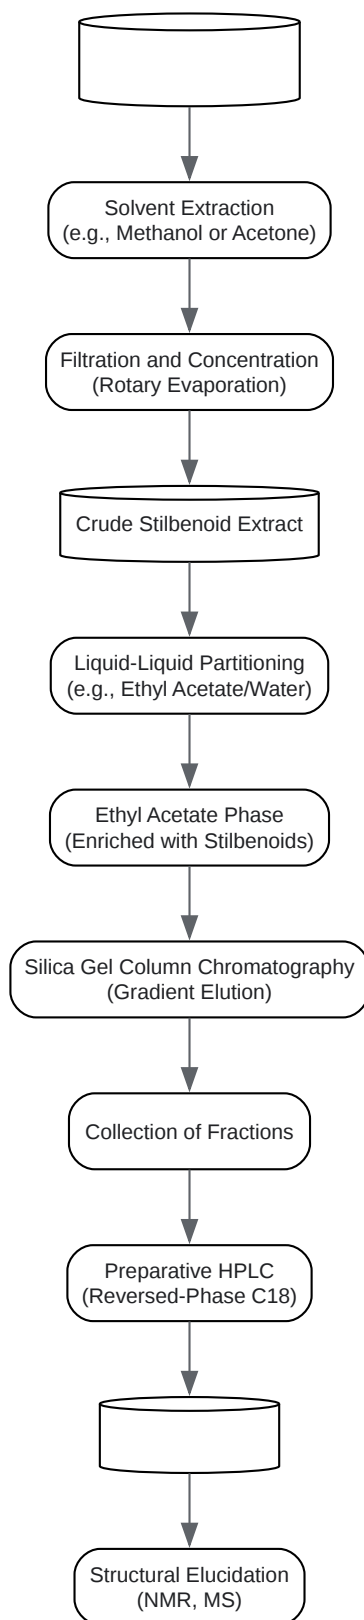 Solvent Extraction
(e.g., Methanol or Acetone)
Filtration and Concentration
(Rotary Evaporation)
Crude Stilbenoid Extract
Liquid-Liquid Partitioning
(e.g., Ethyl Acetate/Water)
Ethyl Acetate Phase
(Enriched with Stilbenoids)
Silica Gel Column Chromatography
(Gradient Elution)
Collection of Fractions
Preparative HPLC
(Reversed-Phase C18)
Structural Elucidation
(NMR, MS)